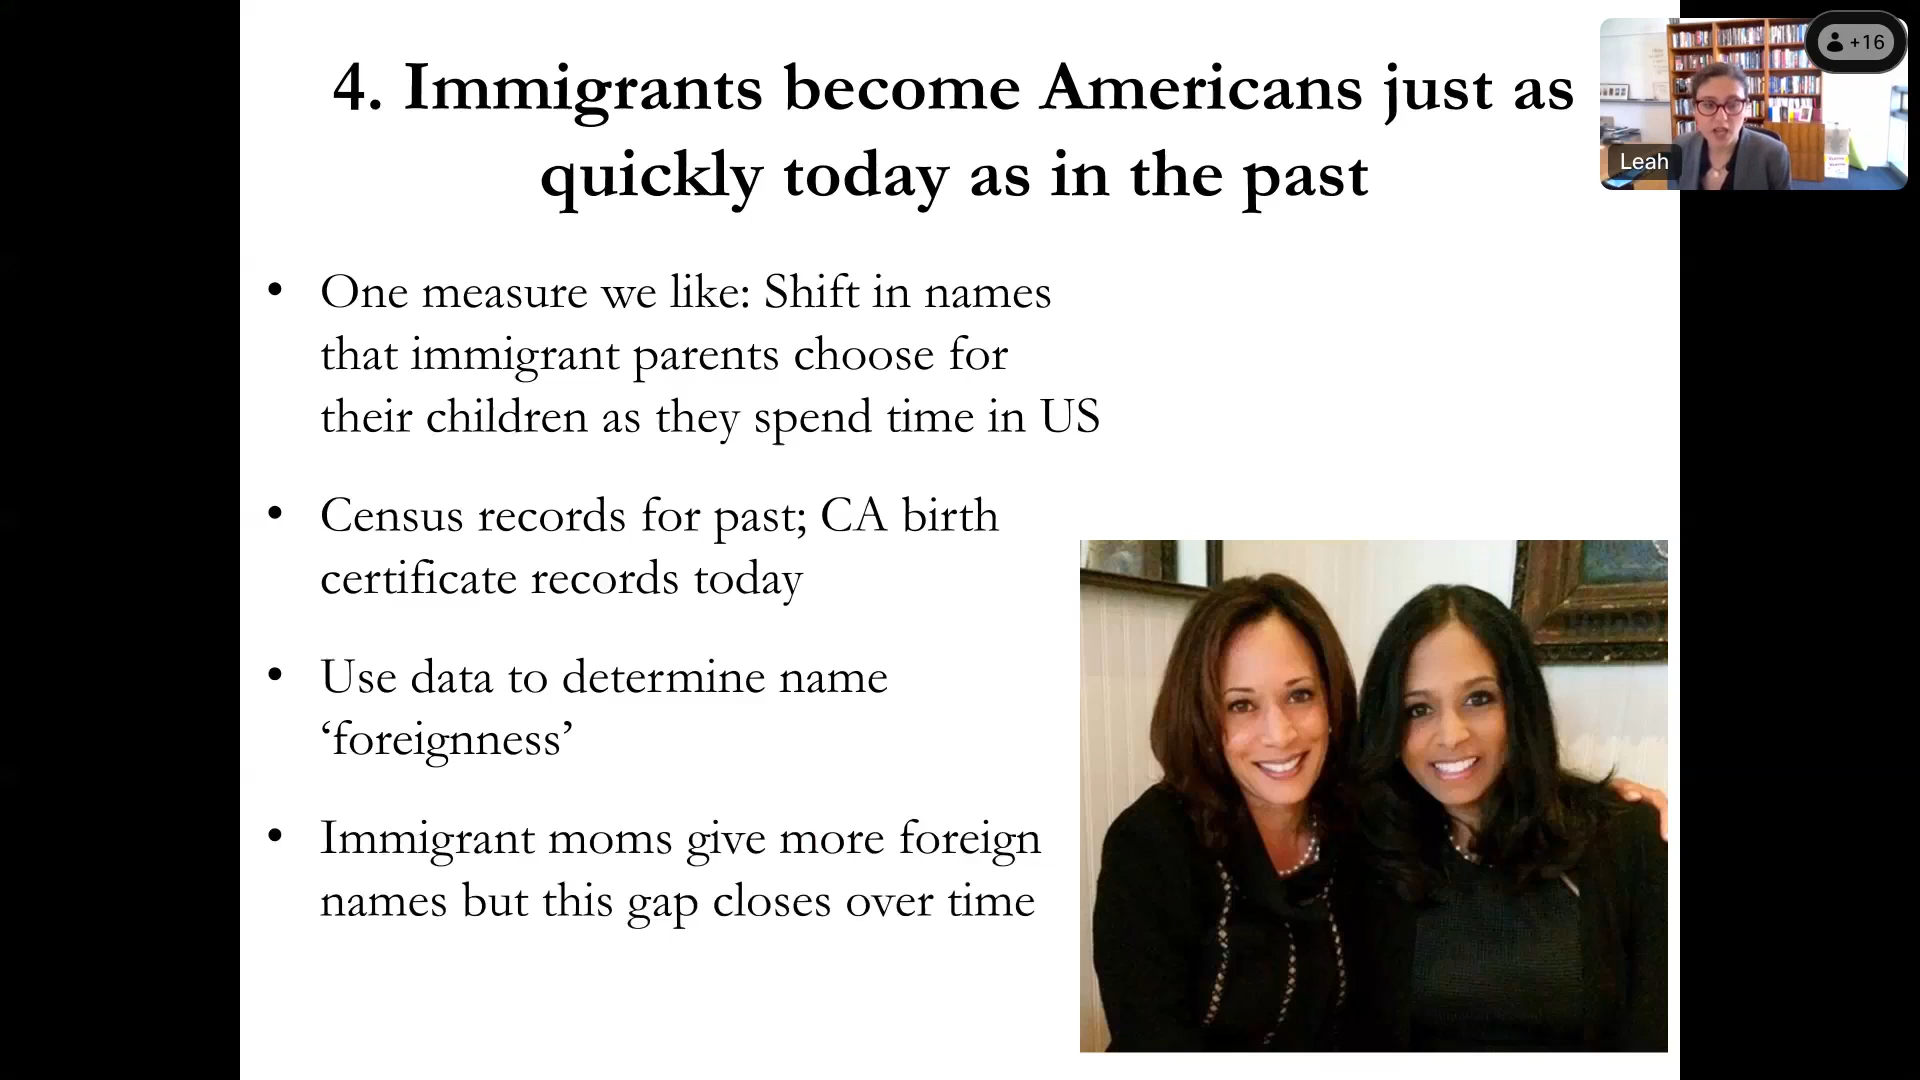 4. Immigrants become Americans just as
quickly today as in the past
+16
Leah
• One measure we like: Shift in names
that immigrant parents choose for
their children as they spend time in US
• Census records for past; CA birth
certificate records today
• Use data to determine name
‘foreignness’
• Immigrant moms give more foreign
names but this gap closes over time